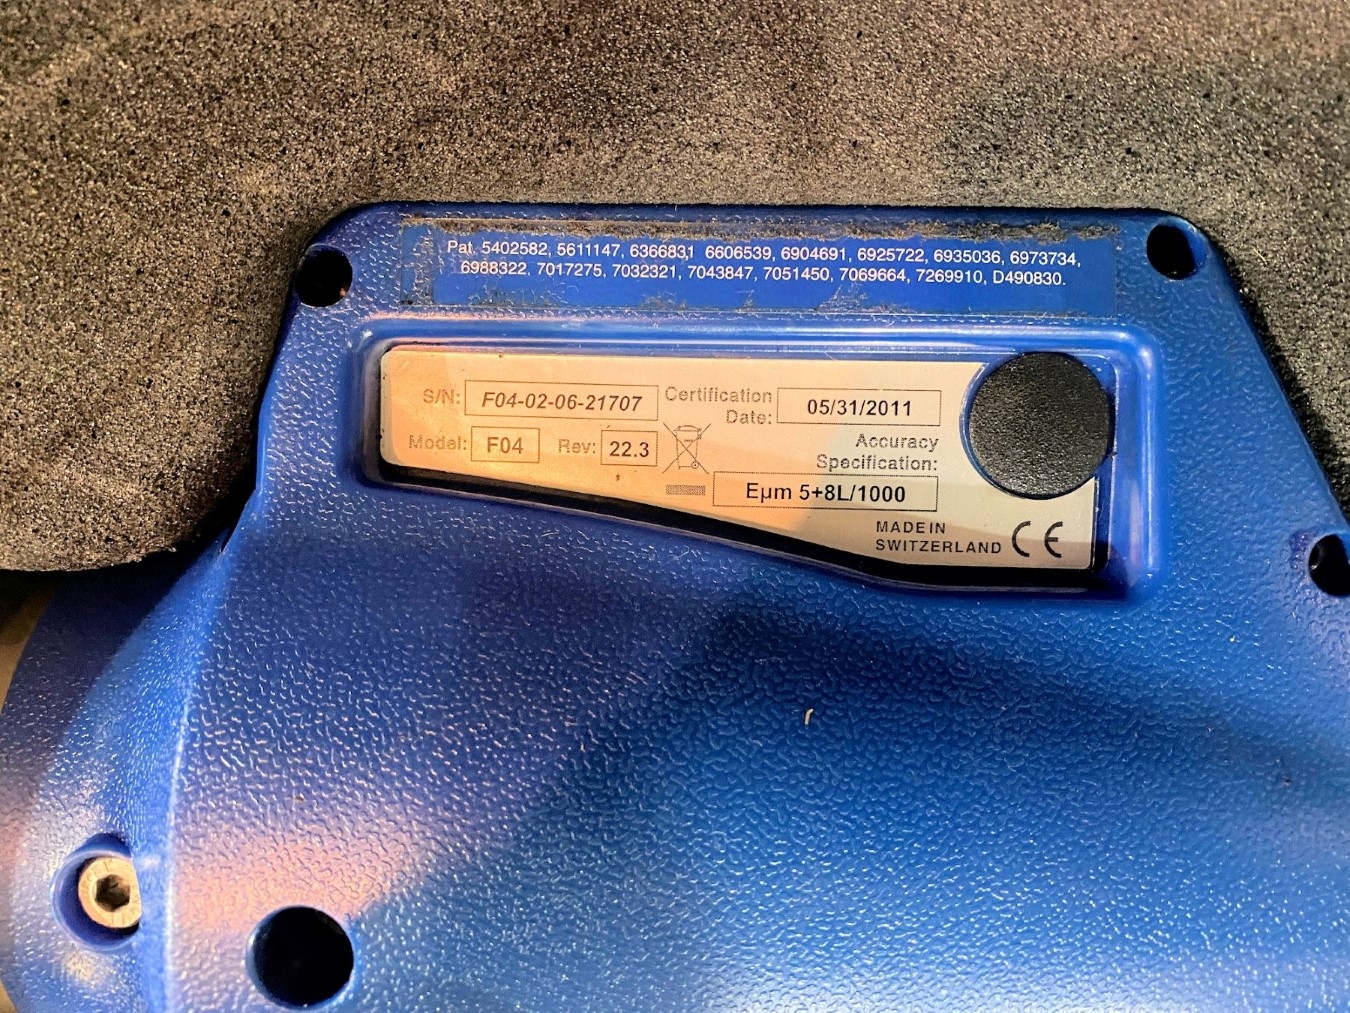 Pat. 5402582, 5611147, 6366831 6606539, 6904691, 6925722, 6935036, 6973734,
6988322, 7017275, 7032321, 7043847, 7051450, 7069664, 7269910, D490830.
S/N: F04-02-06-21707
Certification Date: 05/31/2011
Model: F04 Rev: 22.3
Accuracy
Specification:
Eµm 5+8L/1000
MADE IN
SWITZERLAND CE